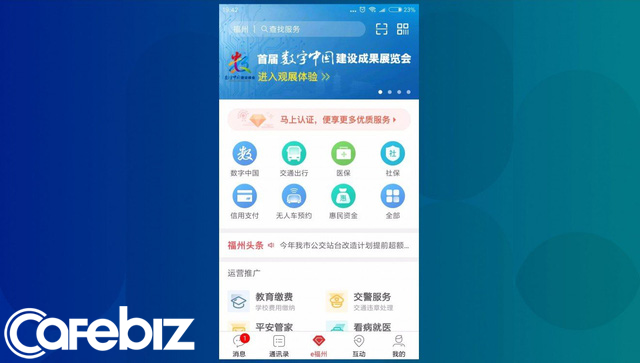 23%
福州 查找服务
首届 数字中国 建设成果展览会
进入观展体验 >>
马上认证,便享更多优质服务
数字中国 交通出行 医保 社保
信用支付 无人车预约 惠民资金 全部
福州头条 今年我市公交站台改造计划提前超额...
运营推广
教育缴费 交警服务
学校费用缴纳 交通违章处理
平安管家 看病就医
1
消息 通讯录 e福州 互动 我的
Cafebiz